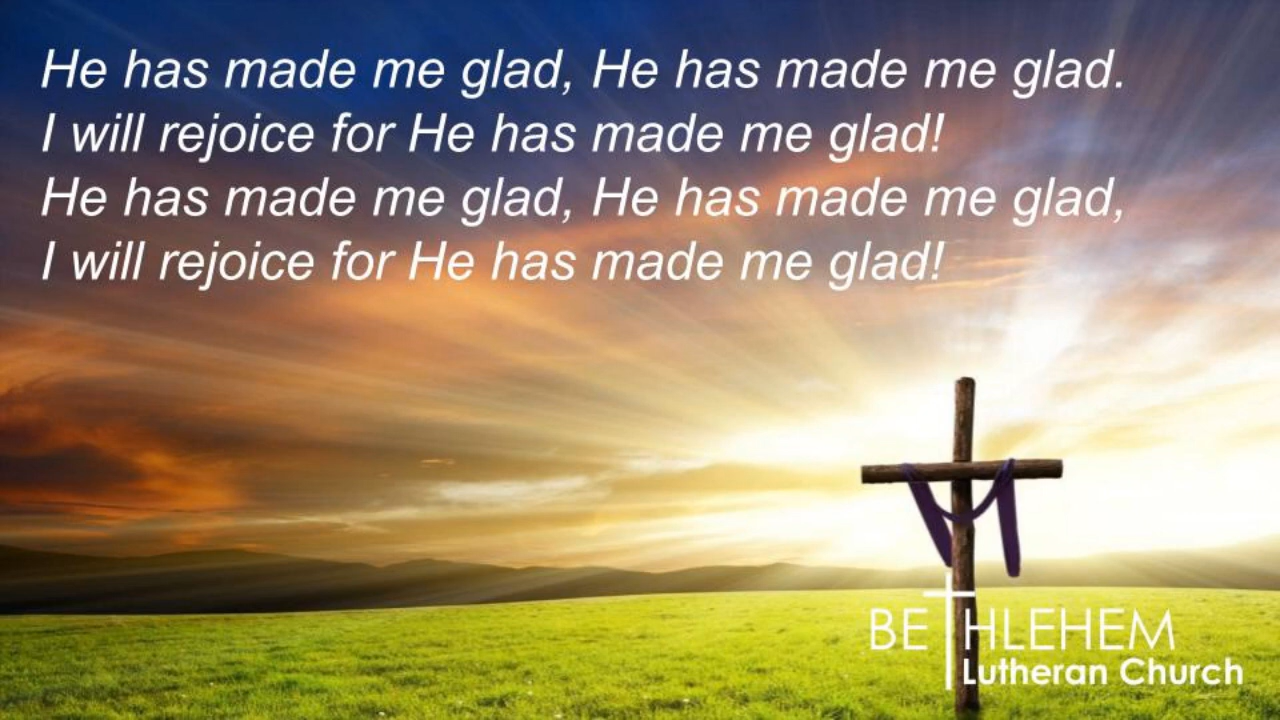 He has made me glad, He has made me glad.
I will rejoice for He has made me glad!
He has made me glad, He has made me glad,
I will rejoice for He has made me glad!
BETHLEHEM
Lutheran Church